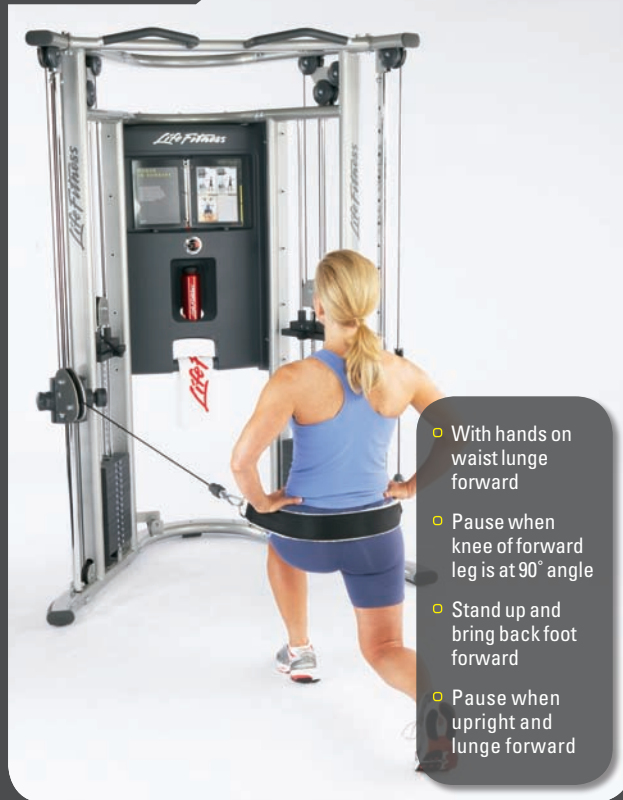 Life Fitness
Life Fitness
Life Fitness
Life F
With hands on
waist lunge
forward
Pause when
knee of forward
leg is at 90˚ angle
Stand up and
bring back foot
forward
Pause when
upright and
lunge forward